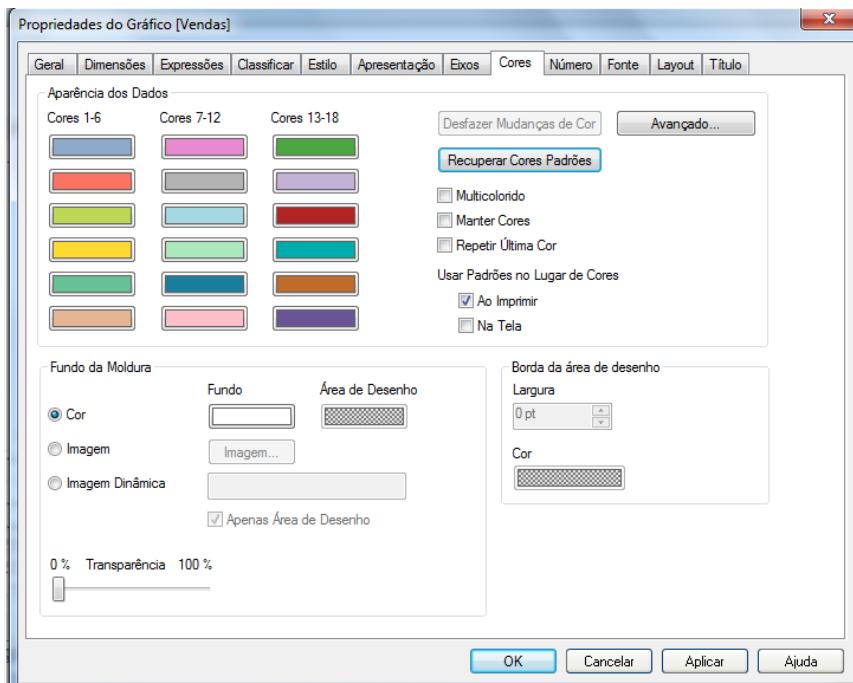 Propriedades do Gráfico [Vendas]
Geral Dimensões Expressões Classificar Estilo Apresentação Eixos Cores Número Fonte Layout Título
Aparência dos Dados
Cores 1-6 Cores 7-12 Cores 13-18
Desfazer Mudanças de Cor Avançado...
Recuperar Cores Padrões
Multicolorido
Manter Cores
Repetir Última Cor
Usar Padrões no Lugar de Cores
Ao Imprimir
Na Tela
Fundo da Moldura
Fundo Área de Desenho
Cor
Imagem Imagem...
Imagem Dinâmica
Apenas Área de Desenho
0 % Transparência 100 %
Borda da área de desenho
Largura
0 pt
Cor
OK Cancelar Aplicar Ajuda